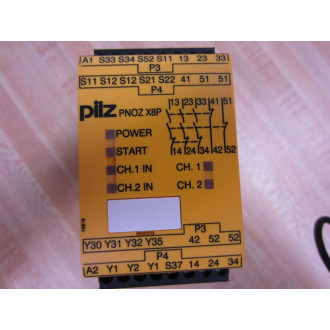 A1 S33 S34 S52 S11 13 23 33
P3
S11 S12 S12 S21 S22 41 51 51
P4
pilz PNOZ X8P
13 23 33 41 51
POWER
START
14 24 34 42 52
CH.1 IN CH. 1
CH.2 IN CH. 2
P3
Y30 Y31 Y32 Y35 42 52 52
P4
A2 Y1 Y2 Y1 S37 14 24 34